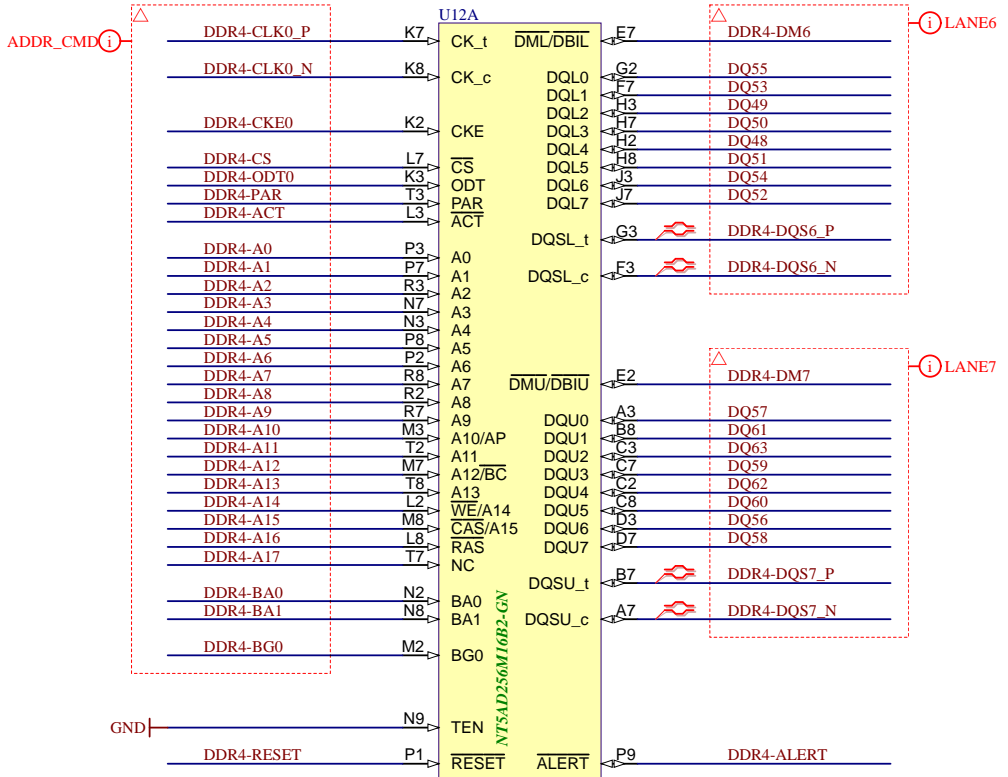 U12A
ADDR_CMD i
i LANE6
DDR4-CLK0_P K7 CK_t DML/DBIL E7 DDR4-DM6
DDR4-CLK0_N K8 CK_c DQL0 G2 DQ55
DQL1 F7 DQ53
DQL2 H3 DQ49
DDR4-CKE0 K2 CKE DQL3 H7 DQ50
DQL4 H2 DQ48
DDR4-CS L7 CS DQL5 H8 DQ51
DDR4-ODT0 K3 ODT DQL6 J3 DQ54
DDR4-PAR T3 PAR DQL7 J7 DQ52
DDR4-ACT L3 ACT
DQSL_t G3 DDR4-DQS6_P
DDR4-A0 P3 A0
DDR4-A1 P7 A1 DQSL_c F3 DDR4-DQS6_N
DDR4-A2 R3 A2
DDR4-A3 N7 A3
DDR4-A4 N3 A4
DDR4-A5 P8 A5
DDR4-A6 P2 A6
i LANE7
DDR4-A7 R8 A7 DMU/DBIU E2 DDR4-DM7
DDR4-A8 R2 A8
DDR4-A9 R7 A9 DQU0 A3 DQ57
DDR4-A10 M3 A10/AP DQU1 B8 DQ61
DDR4-A11 T2 A11 DQU2 C3 DQ63
DDR4-A12 M7 A12/BC DQU3 C7 DQ59
DDR4-A13 T8 A13 DQU4 C2 DQ62
DDR4-A14 L2 WE/A14 DQU5 C8 DQ60
DDR4-A15 M8 CAS/A15 DQU6 D3 DQ56
DDR4-A16 L8 RAS DQU7 D7 DQ58
DDR4-A17 T7 NC
DQSU_t B7 DDR4-DQS7_P
DDR4-BA0 N2 BA0
DDR4-BA1 N8 BA1 DQSU_c A7 DDR4-DQS7_N
DDR4-BG0 M2 BG0
NT5AD256M16B2-GN
GND N9 TEN
DDR4-RESET P1 RESET ALERT P9 DDR4-ALERT